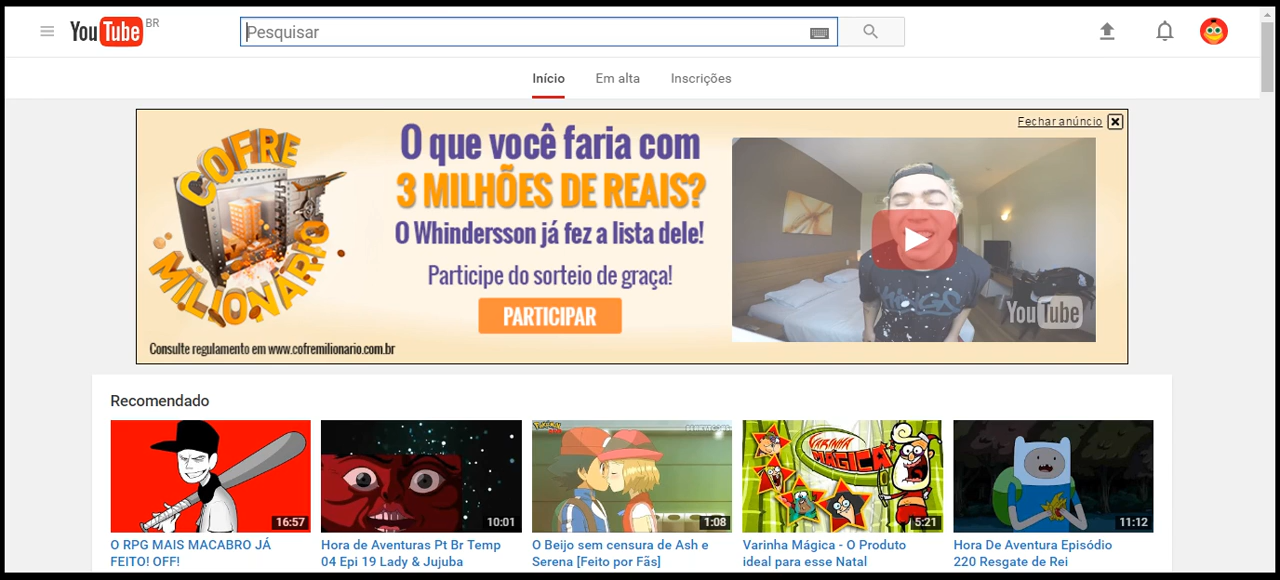 YouTube BR
Pesquisar
Início Em alta Inscrições
Fechar anúncio
COFRE
MILIONÁRIO
O que você faria com
3 MILHÕES DE REAIS?
O Whindersson já fez a lista dele!
Participe do sorteio de graça!
PARTICIPAR
YouTube
Consulte regulamento em www.cofremilionario.com.br
Recomendado
POKÉMON
VARINHA
MÁGICA
16:57 10:01 1:08 5:21 11:12
O RPG MAIS MACABRO JÁ
FEITO! OFF!
Hora de Aventuras Pt Br Temp
04 Epi 19 Lady & Jujuba
O Beijo sem censura de Ash e
Serena [Feito por Fãs]
Varinha Mágica - O Produto
ideal para esse Natal
Hora De Aventura Episódio
220 Resgate de Rei